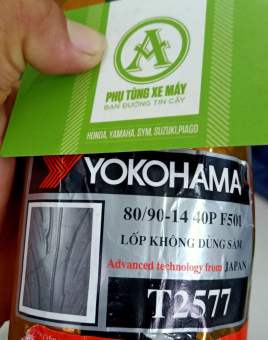 A
PHỤ TÙNG XE MÁY
BẠN ĐƯỜNG TIN CẬY
HONDA, YAMAHA, SYM, SUZUKI, PIAGO
YOKOHAMA
80/90-14 40P F501
LỐP KHÔNG DÙNG SĂM
Advanced technology from JAPAN
T2577